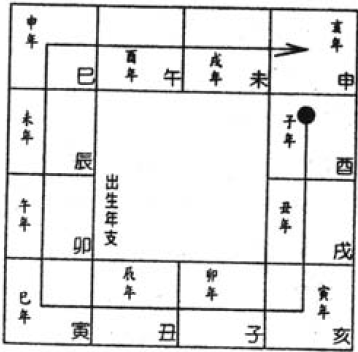 申年
巳
酉年
午
戌年
未
亥年
申
未年
辰
子年
酉
午年
卯
出生年支
丑年
戌
巳年
寅
辰年
丑
卯年
子
寅年
亥